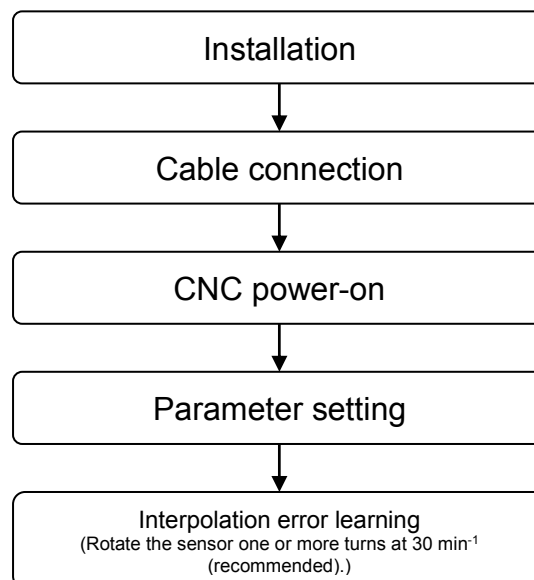 Installation
Cable connection
CNC power-on
Parameter setting
Interpolation error learning
(Rotate the sensor one or more turns at 30 min⁻¹
(recommended).)